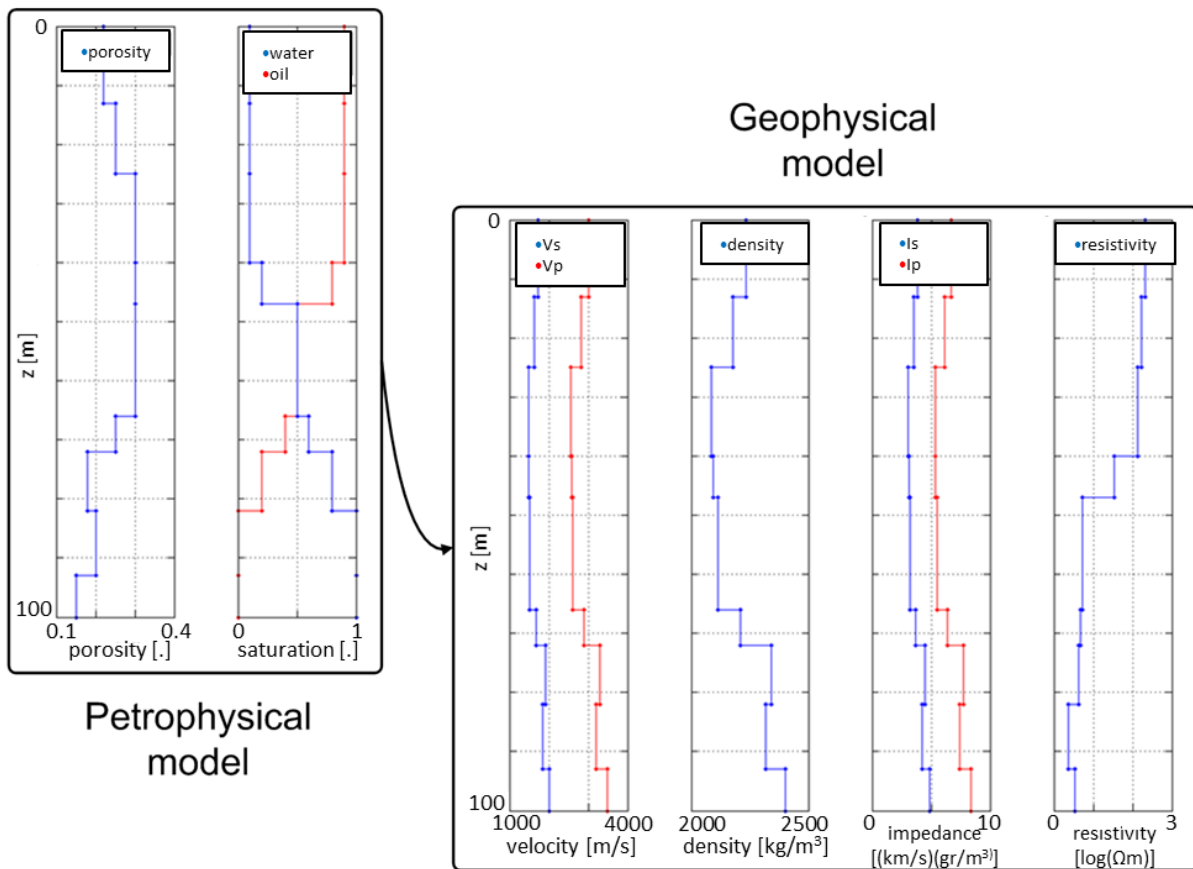 0
porosity
water
oil
z [m]
100
0.1
0.4
0
1
porosity [.]
saturation [.]
Petrophysical
model
Geophysical
model
0
Vs
Vp
density
Is
Ip
resistivity
z [m]
100
1000
4000
2000
2500
0
10
0
3
velocity [m/s]
density [kg/m³]
impedance
[(km/s)(gr/m³)]
resistivity
[log(Ωm)]